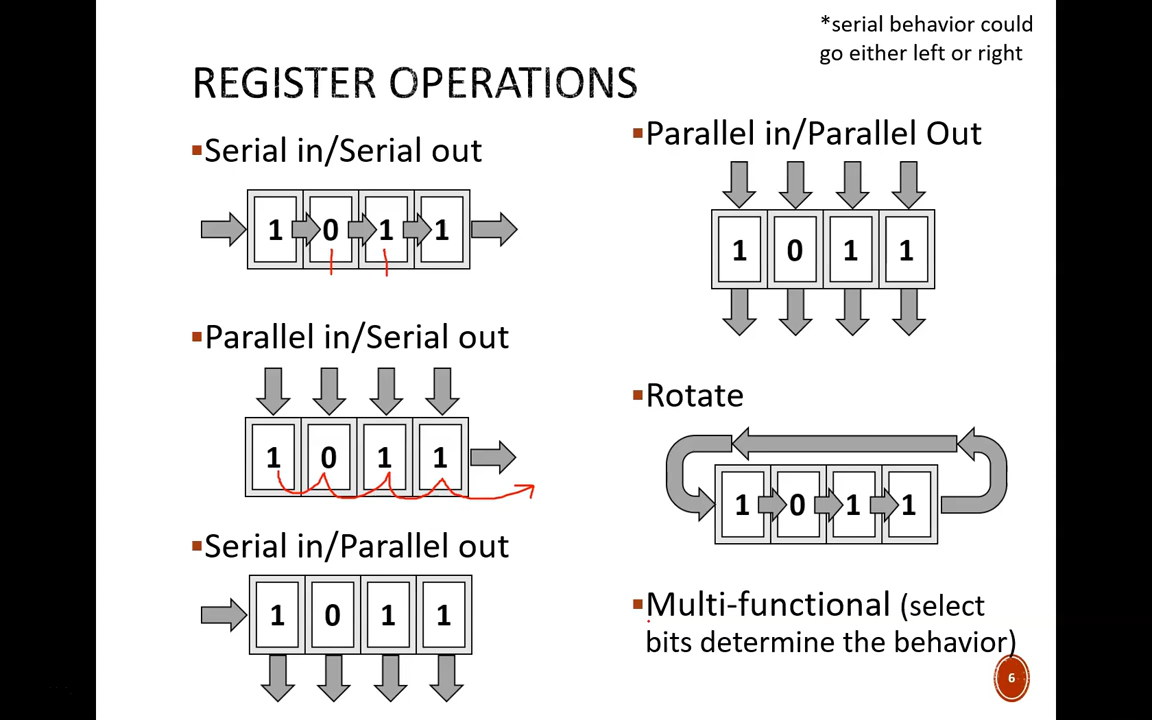 *serial behavior could
go either left or right
REGISTER OPERATIONS
▪Serial in/Serial out
1 0 1 1
▪Parallel in/Serial out
1 0 1 1
▪Serial in/Parallel out
1 0 1 1
▪Parallel in/Parallel Out
1 0 1 1
▪Rotate
1 0 1 1
▪Multi-functional (select
bits determine the behavior)
6